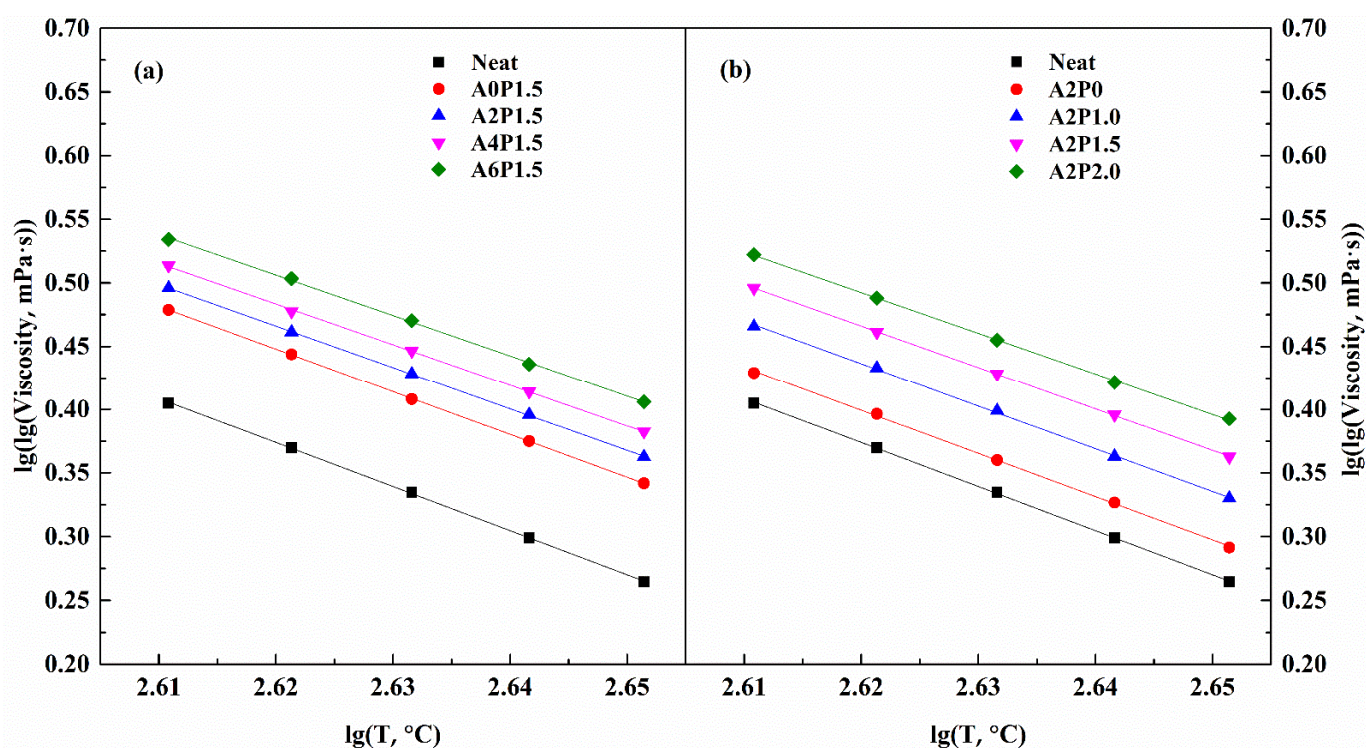 (a)
Neat
A0P1.5
A2P1.5
A4P1.5
A6P1.5
0.70
0.65
0.60
0.55
0.50
0.45
0.40
0.35
0.30
0.25
0.20
lg(lg(Viscosity, mPa·s))
2.61
2.62
2.63
2.64
2.65
lg(T, °C)
(b)
Neat
A2P0
A2P1.0
A2P1.5
A2P2.0
0.70
0.65
0.60
0.55
0.50
0.45
0.40
0.35
0.30
0.25
0.20
lg(lg(Viscosity, mPa·s))
2.61
2.62
2.63
2.64
2.65
lg(T, °C)